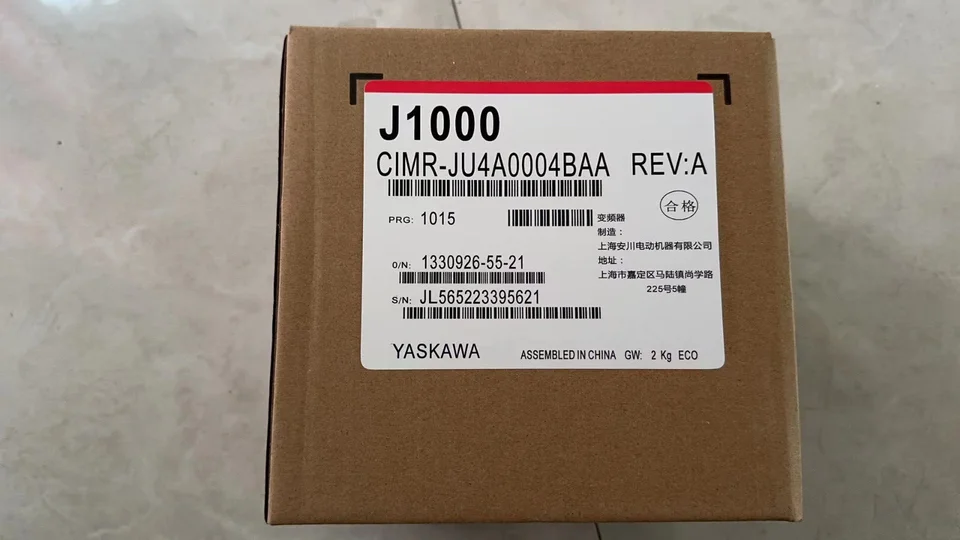 J1000
CIMR-JU4A0004BAA REV:A
合格
PRG: 1015
变频器
制造：
上海安川电动机器有限公司
地址：
上海市嘉定区马陆镇尚学路
225号5幢
O/N: 1330926-55-21
S/N: JL565223395621
YASKAWA ASSEMBLED IN CHINA GW: 2 Kg ECO